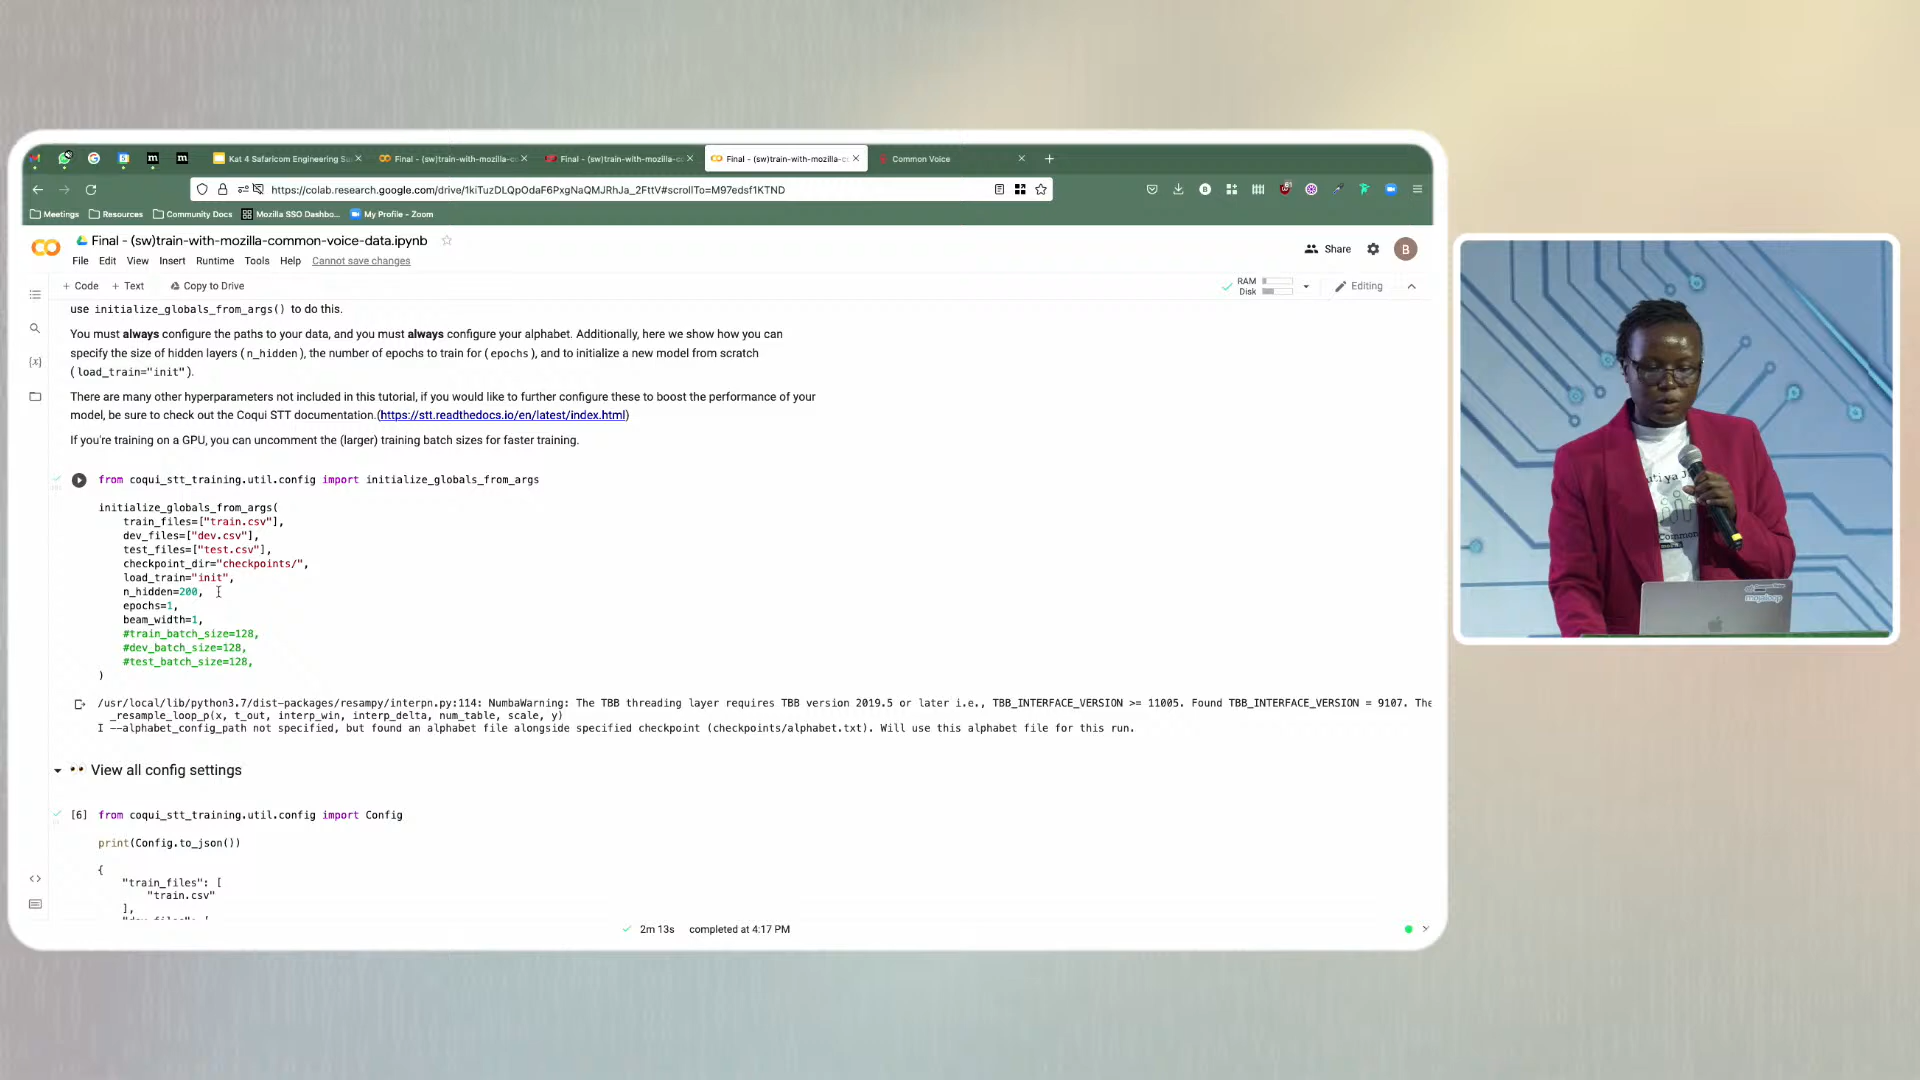 Kat 4 Safaricom Engineering Su
Final - (sw)train-with-mozilla-co
Final - (sw)train-with-mozilla-co
Final - (sw)train-with-mozilla-co
Common Voice
https://colab.research.google.com/drive/1kiTuzDLQpOdaF6PxgNaQMJRhJa_2FttV#scrollTo=M97edsf1KTND
Meetings
Resources
Community Docs
Mozilla SSO Dashbo...
My Profile - Zoom
Final - (sw)train-with-mozilla-common-voice-data.ipynb
Share
B
File Edit View Insert Runtime Tools Help Cannot save changes
+ Code + Text Copy to Drive
RAM
Disk
Editing
use initialize_globals_from_args() to do this.
You must always configure the paths to your data, and you must always configure your alphabet. Additionally, here we show how you can
specify the size of hidden layers (n_hidden), the number of epochs to train for (epochs), and to initialize a new model from scratch
(load_train="init").
There are many other hyperparameters not included in this tutorial, if you would like to further configure these to boost the performance of your
model, be sure to check out the Coqui STT documentation.(https://stt.readthedocs.io/en/latest/index.html)
If you're training on a GPU, you can uncomment the (larger) training batch sizes for faster training.
from coqui_stt_training.util.config import initialize_globals_from_args
initialize_globals_from_args(
train_files=["train.csv"],
dev_files=["dev.csv"],
test_files=["test.csv"],
checkpoint_dir="checkpoints/",
load_train="init",
n_hidden=200,
epochs=1,
beam_width=1,
#train_batch_size=128,
#dev_batch_size=128,
#test_batch_size=128,
)
/usr/local/lib/python3.7/dist-packages/resampy/interpn.py:114: NumbaWarning: The TBB threading layer requires TBB version 2019.5 or later i.e., TBB_INTERFACE_VERSION >= 11005. Found TBB_INTERFACE_VERSION = 9107. The
_resample_loop_p(x, t_out, interp_win, interp_delta, num_table, scale, y)
I --alphabet_config_path not specified, but found an alphabet file alongside specified checkpoint (checkpoints/alphabet.txt). Will use this alphabet file for this run.
View all config settings
[6] from coqui_stt_training.util.config import Config
print(Config.to_json())
{
"train_files": [
"train.csv"
],
2m 13s completed at 4:17 PM
Common